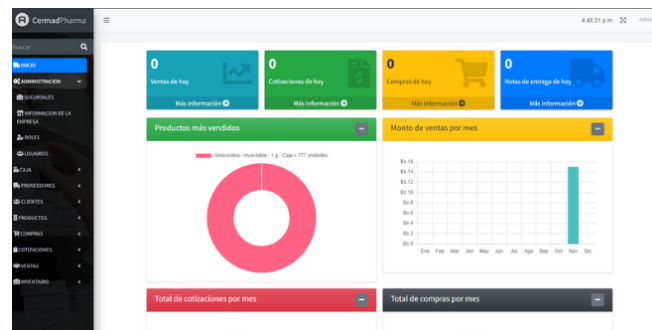 CermadPharma
4:40:21 p.m.
Admi
Buscar
INICIO
ADMINISTRACION
SUCURSALES
INFORMACION DE LA
EMPRESA
ROLES
USUARIOS
CAJA
PROVEEDORES
CLIENTES
PRODUCTOS
COMPRAS
COTIZACIONES
VENTAS
INVENTARIO
0
Ventas de hoy
Más información
0
Cotizaciones de hoy
Más información
0
Compras de hoy
Más información
0
Notas de entrega de hoy
Más información
Productos más vendidos
Amoxicilina - Inyectable - 1 g - Caja x 777 unidades
Monto de ventas por mes
Bs.16
Bs.14
Bs.12
Bs.10
Bs.8
Bs.6
Bs.4
Bs.2
Bs.0
Ene Feb Mar Abr May Jun Jul Ago Sep Oct Nov Dic
Total de cotizaciones por mes
Total de compras por mes